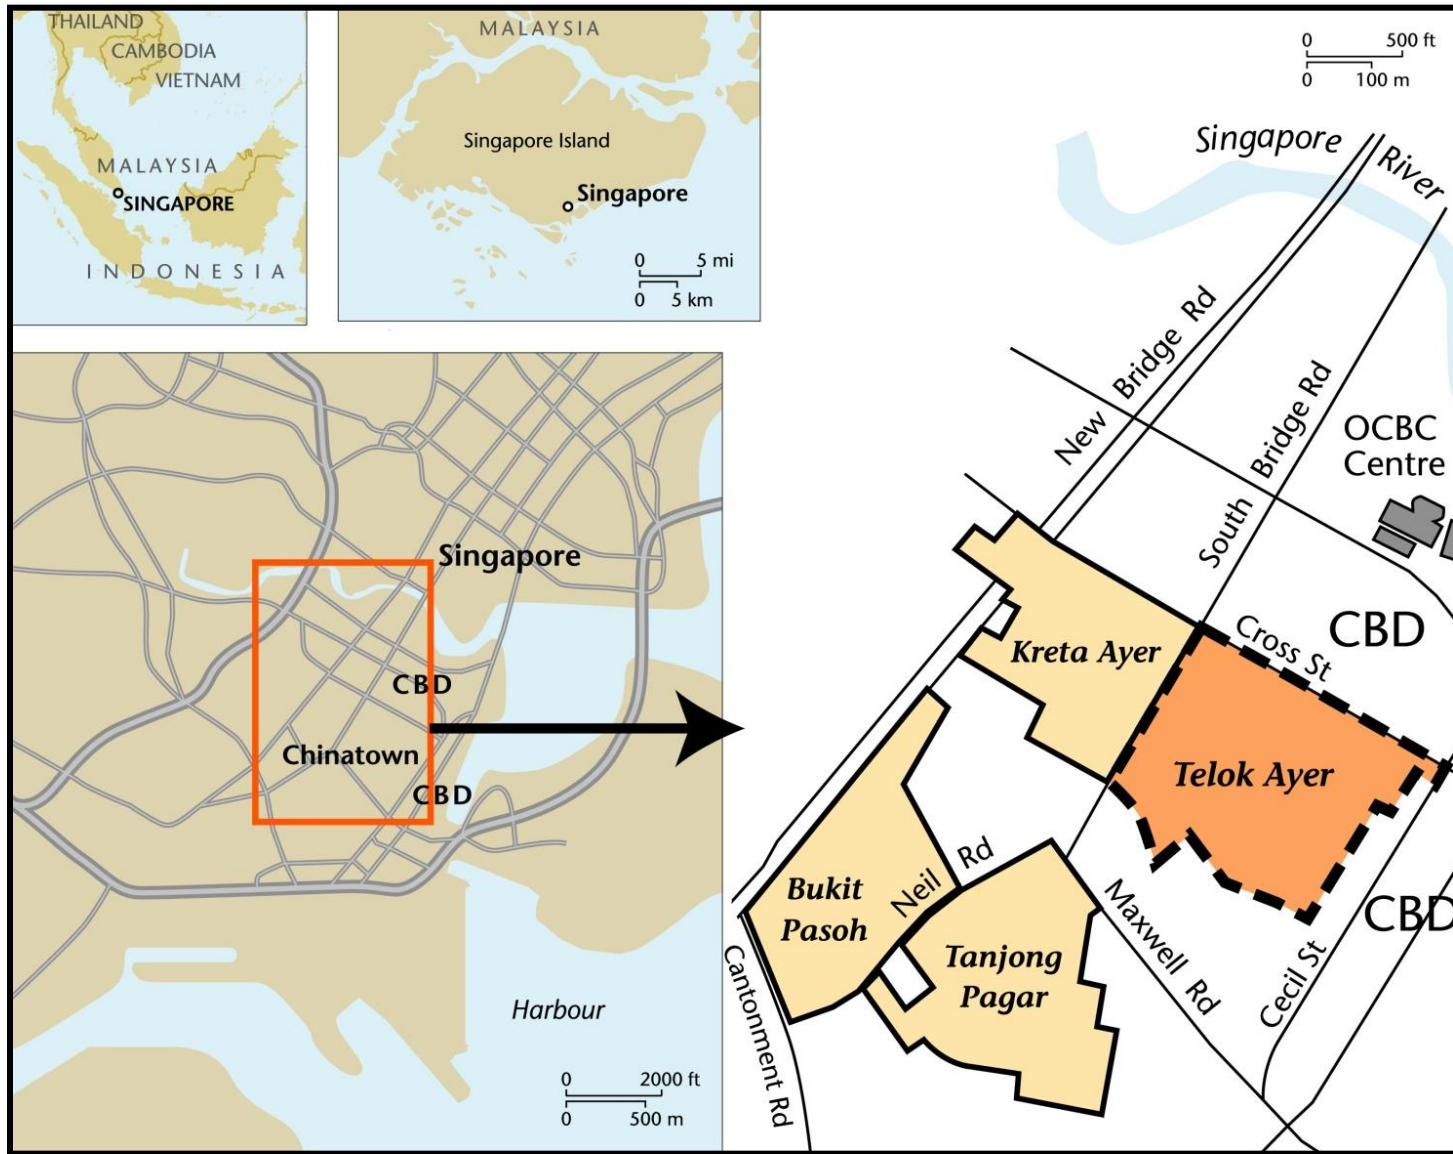 THAILAND
CAMBODIA
VIETNAM
MALAYSIA
SINGAPORE
INDONESIA
MALAYSIA
Singapore Island
Singapore
0 5 mi
0 5 km
Singapore
CBD
Chinatown
CBD
Harbour
0 2000 ft
0 500 m
0 500 ft
0 100 m
Singapore River
New Bridge Rd
South Bridge Rd
OCBC
Centre
CBD
Cross St
Kreta Ayer
Telok Ayer
Bukit
Pasoh
Neil Rd
Tanjong
Pagar
Maxwell Rd
Cecil St
CBD
Cantonment Rd